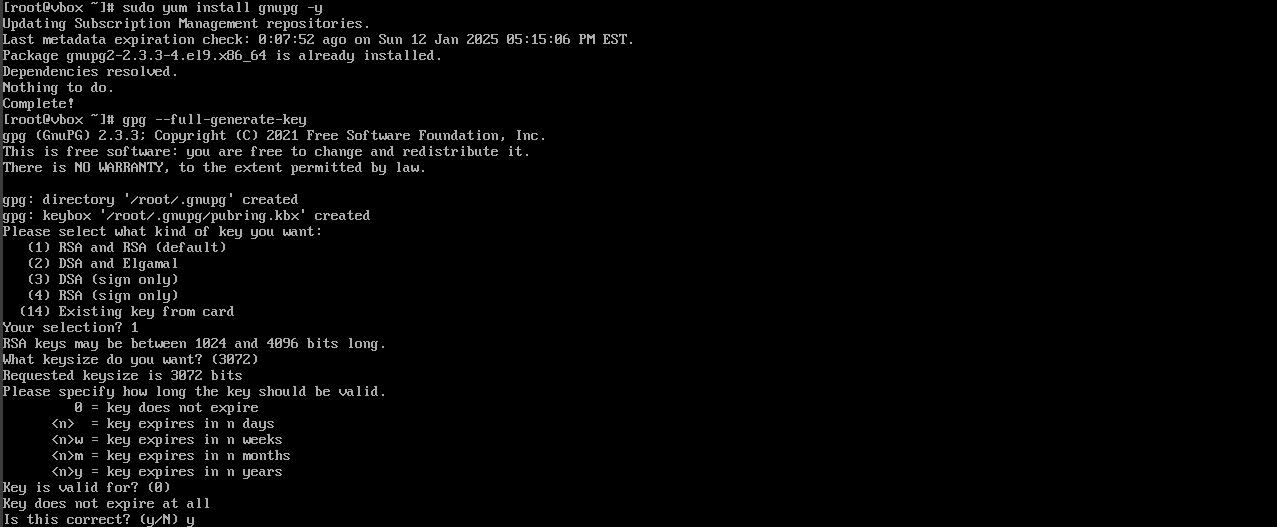 [root@vbox ~]# sudo yum install gnupg -y
Updating Subscription Management repositories.
Last metadata expiration check: 0:07:52 ago on Sun 12 Jan 2025 05:15:06 PM EST.
Package gnupg2-2.3.3-4.el9.x86_64 is already installed.
Dependencies resolved.
Nothing to do.
Complete!
[root@vbox ~]# gpg --full-generate-key
gpg (GnuPG) 2.3.3; Copyright (C) 2021 Free Software Foundation, Inc.
This is free software: you are free to change and redistribute it.
There is NO WARRANTY, to the extent permitted by law.

gpg: directory '/root/.gnupg' created
gpg: keybox '/root/.gnupg/pubring.kbx' created
Please select what kind of key you want:
   (1) RSA and RSA (default)
   (2) DSA and Elgamal
   (3) DSA (sign only)
   (4) RSA (sign only)
  (14) Existing key from card
Your selection? 1
RSA keys may be between 1024 and 4096 bits long.
What keysize do you want? (3072)
Requested keysize is 3072 bits
Please specify how long the key should be valid.
         0 = key does not expire
      <n>  = key expires in n days
      <n>w = key expires in n weeks
      <n>m = key expires in n months
      <n>y = key expires in n years
Key is valid for? (0)
Key does not expire at all
Is this correct? (y/N) y